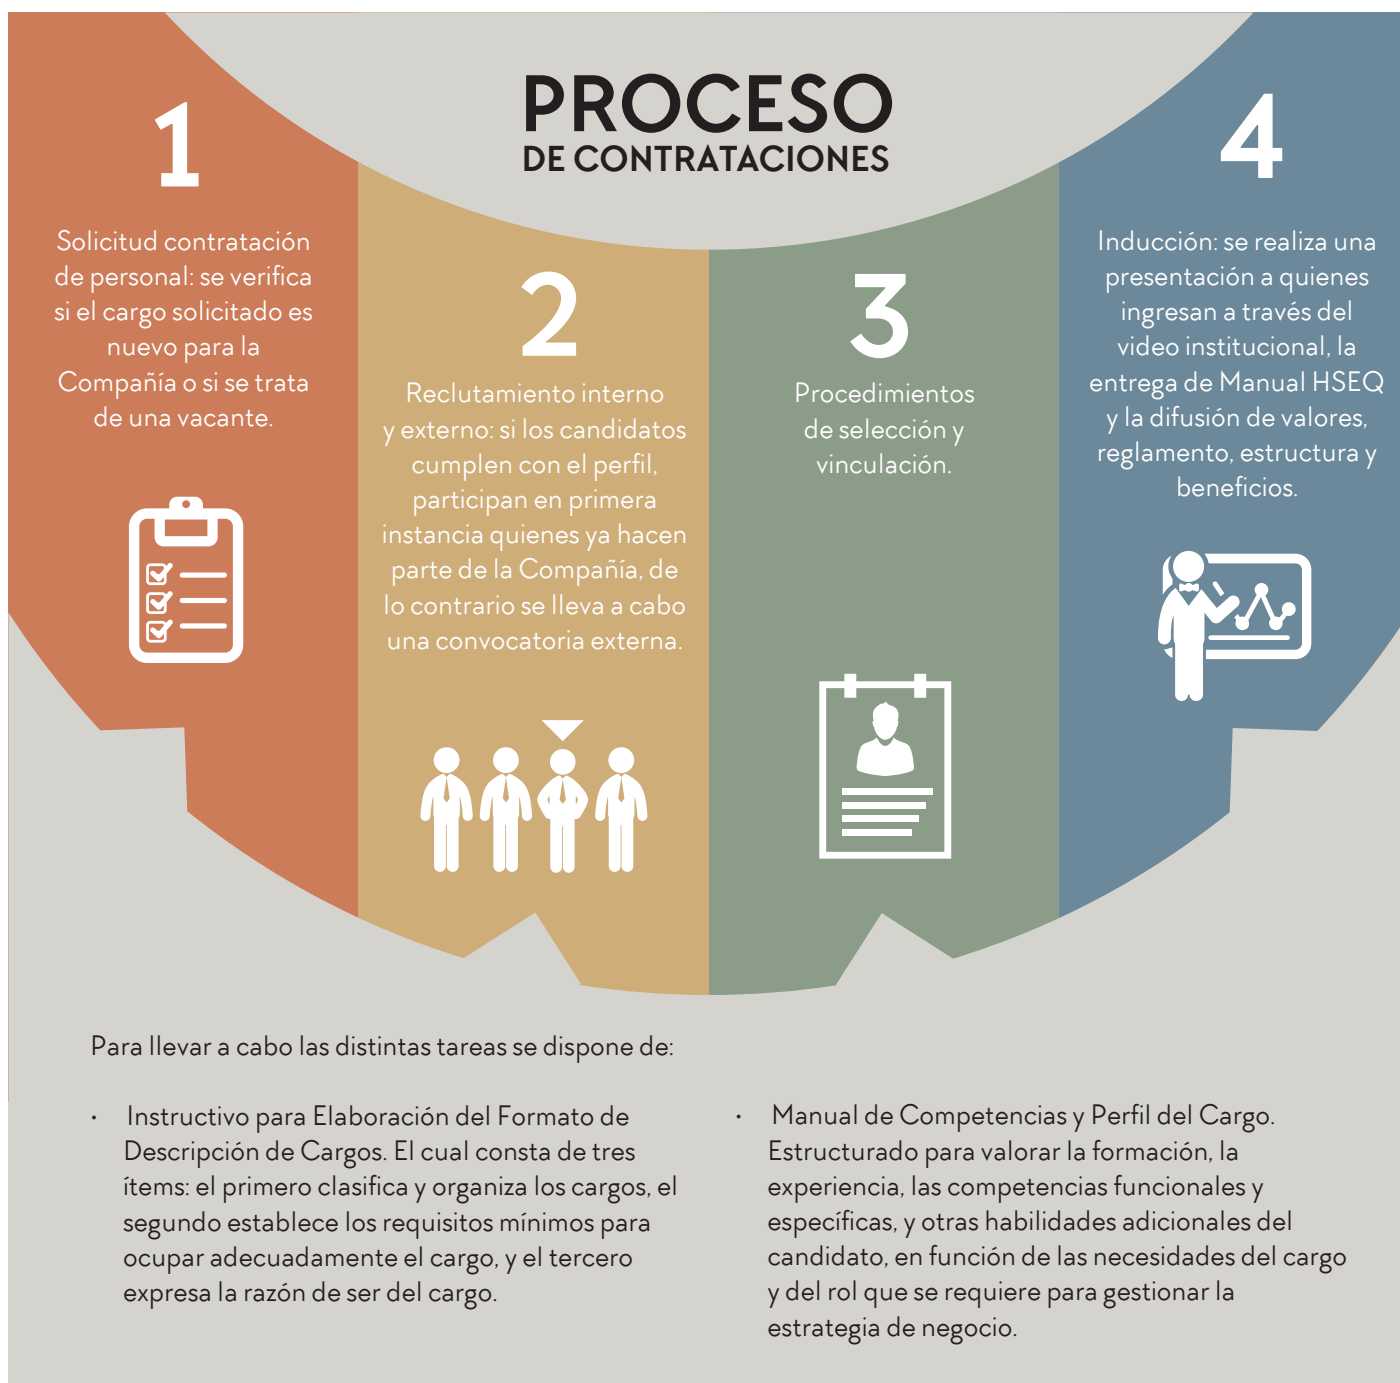 PROCESO
DE CONTRATACIONES
1
Solicitud contratación
de personal: se verifica
si el cargo solicitado es
nuevo para la
Compañía o si se trata
de una vacante.
2
Reclutamiento interno
y externo: si los candidatos
cumplen con el perfil,
participan en primera
instancia quienes ya hacen
parte de la Compañía, de
lo contrario se lleva a cabo
una convocatoria externa.
3
Procedimientos
de selección y
vinculación.
4
Inducción: se realiza una
presentación a quienes
ingresan a través del
video institucional, la
entrega de Manual HSEQ
y la difusión de valores,
reglamento, estructura y
beneficios.
Para llevar a cabo las distintas tareas se dispone de:
• Instructivo para Elaboración del Formato de
Descripción de Cargos. El cual consta de tres
ítems: el primero clasifica y organiza los cargos, el
segundo establece los requisitos mínimos para
ocupar adecuadamente el cargo, y el tercero
expresa la razón de ser del cargo.
• Manual de Competencias y Perfil del Cargo.
Estructurado para valorar la formación, la
experiencia, las competencias funcionales y
específicas, y otras habilidades adicionales del
candidato, en función de las necesidades del cargo
y del rol que se requiere para gestionar la
estrategia de negocio.